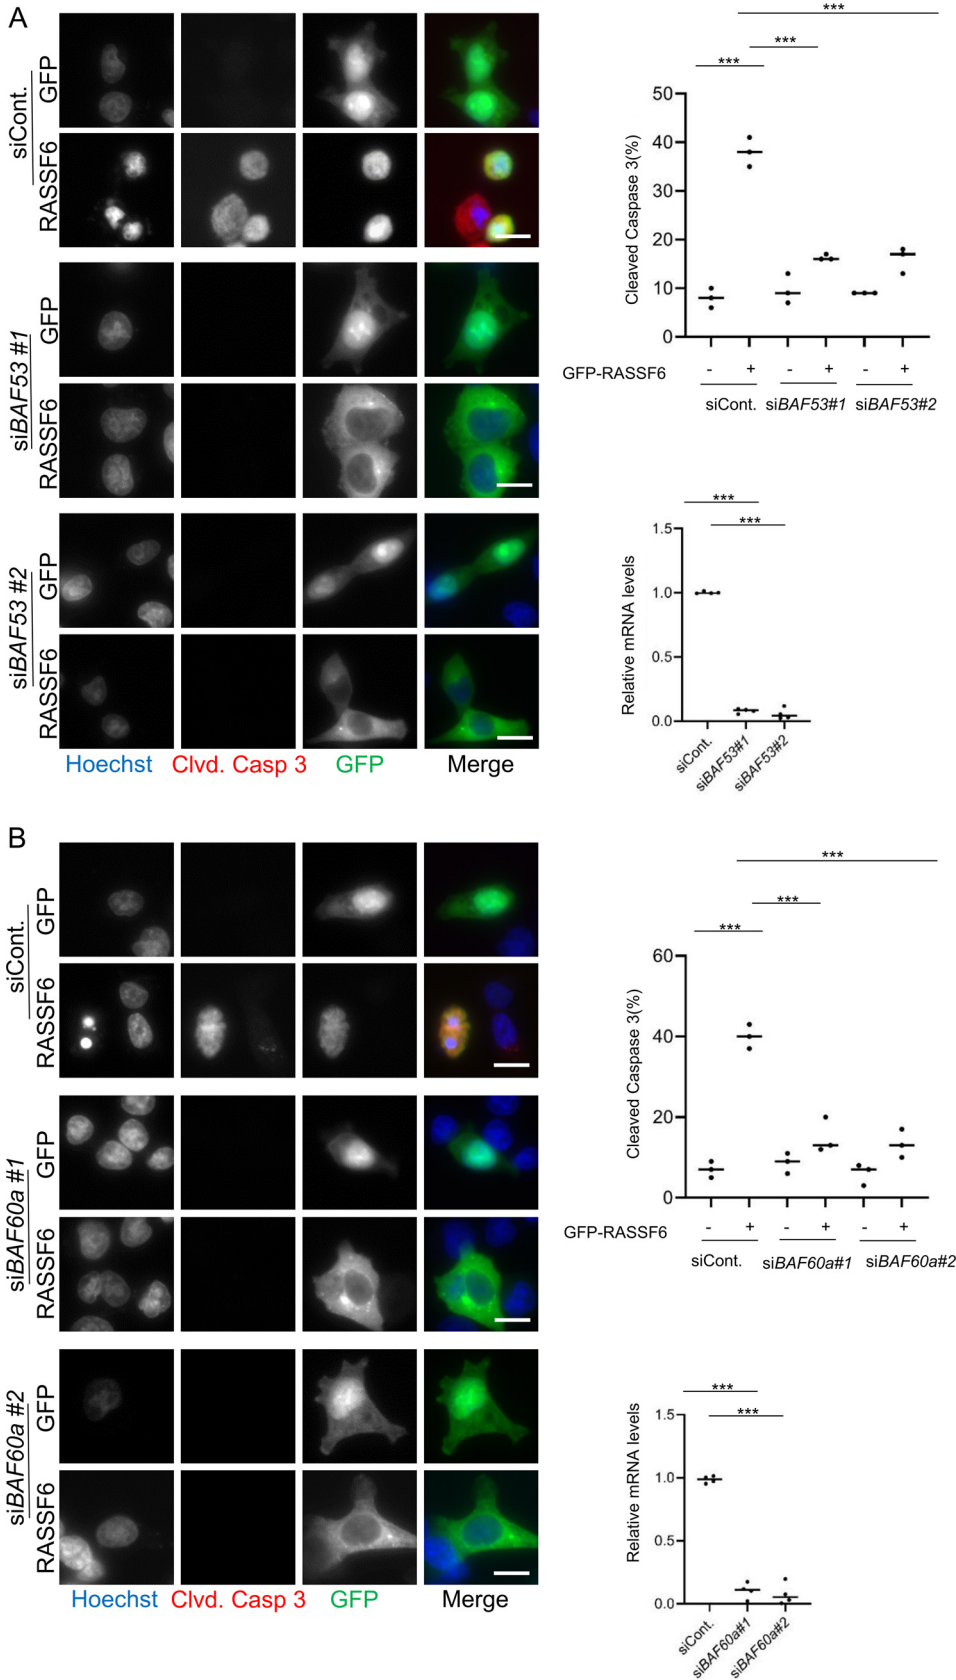 A
siCont.
GFP
RASSF6
siBAF53 #1
GFP
RASSF6
siBAF53 #2
GFP
RASSF6
Hoechst Clvd. Casp 3 GFP Merge
***
***
***
Cleaved Caspase 3(%)
50
40
30
20
10
0
GFP-RASSF6 - + - + - +
siCont. siBAF53#1 siBAF53#2
***
***
Relative mRNA levels
1.5
1.0
0.5
0.0
siCont.
siBAF53#1
siBAF53#2
B
siCont.
GFP
RASSF6
siBAF60a #1
GFP
RASSF6
siBAF60a #2
GFP
RASSF6
Hoechst Clvd. Casp 3 GFP Merge
***
***
***
Cleaved Caspase 3(%)
60
40
20
0
GFP-RASSF6 - + - + - +
siCont. siBAF60a#1 siBAF60a#2
***
***
Relative mRNA levels
1.5
1.0
0.5
0.0
siCont.
siBAF60a#1
siBAF60a#2